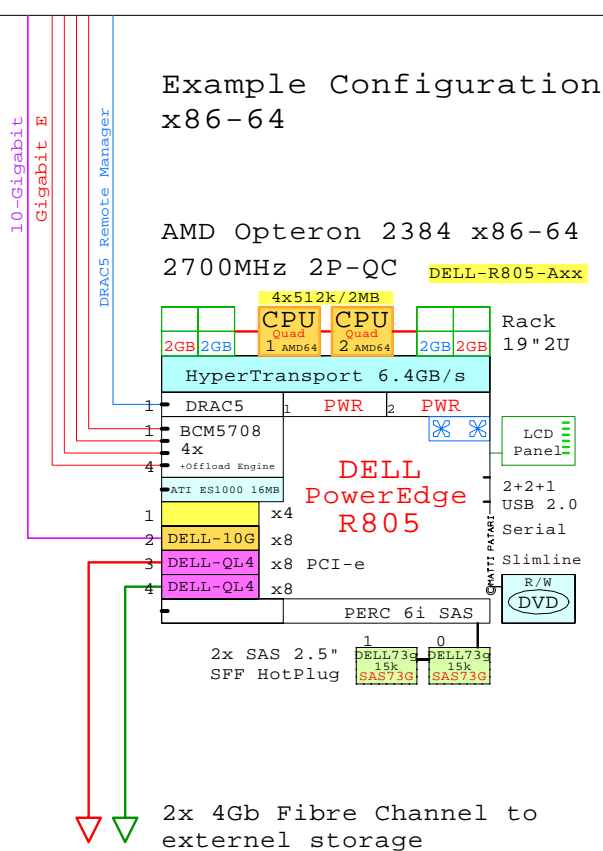 Example Configuration
x86-64
10-Gigabit
Gigabit E
DRAC5 Remote Manager
AMD Opteron 2384 x86-64
2700MHz 2P-QC
DELL-R805-Axx
4x512k/2MB
CPU CPU
Quad Quad
1 AMD64 2 AMD64
2GB 2GB 2GB 2GB
Rack
19"2U
HyperTransport 6.4GB/s
1 DRAC5 1 PWR 2 PWR
1 BCM5708
4x
4 +Offload Engine
LCD
Panel
ATI ES1000 16MB
DELL
PowerEdge
R805
2+2+1
USB 2.0
Serial
Slimline
R/W
DVD
©MATTI PATARI
1 x4
2 DELL-10G x8
3 DELL-QL4 x8 PCI-e
4 DELL-QL4 x8
PERC 6i SAS
2x SAS 2.5"
SFF HotPlug
1 0
DELL73g DELL73g
15k 15k
SAS73G SAS73G
2x 4Gb Fibre Channel to
externel storage